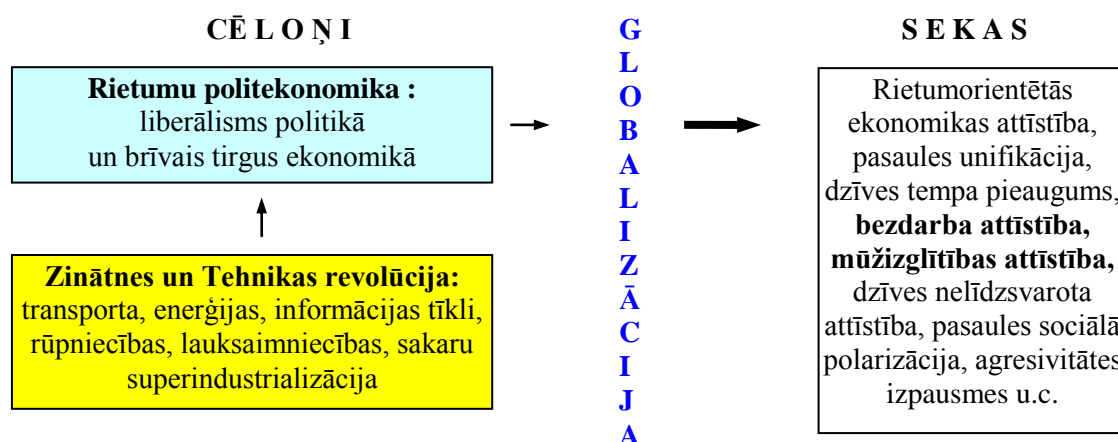 C Ē L O Ņ I
Rietumu politekonomika :
liberālisms politikā
un brīvais tirgus ekonomikā
Zinātnes un Tehnikas revolūcija:
transporta, enerģijas, informācijas tīkli,
rūpniecības, lauksaimniecības, sakaru
superindustrializācija
G
L
O
B
A
L
I
Z
Ā
C
I
J
A
S E K A S
Rietumorientētās
ekonomikas attīstība,
pasaules unifikācija,
dzīves tempa pieaugums,
bezdarba attīstība,
mūžizglītības attīstība,
dzīves nelīdzsvarota
attīstība, pasaules sociālā
polarizācija, agresivitātes
izpausmes u.c.